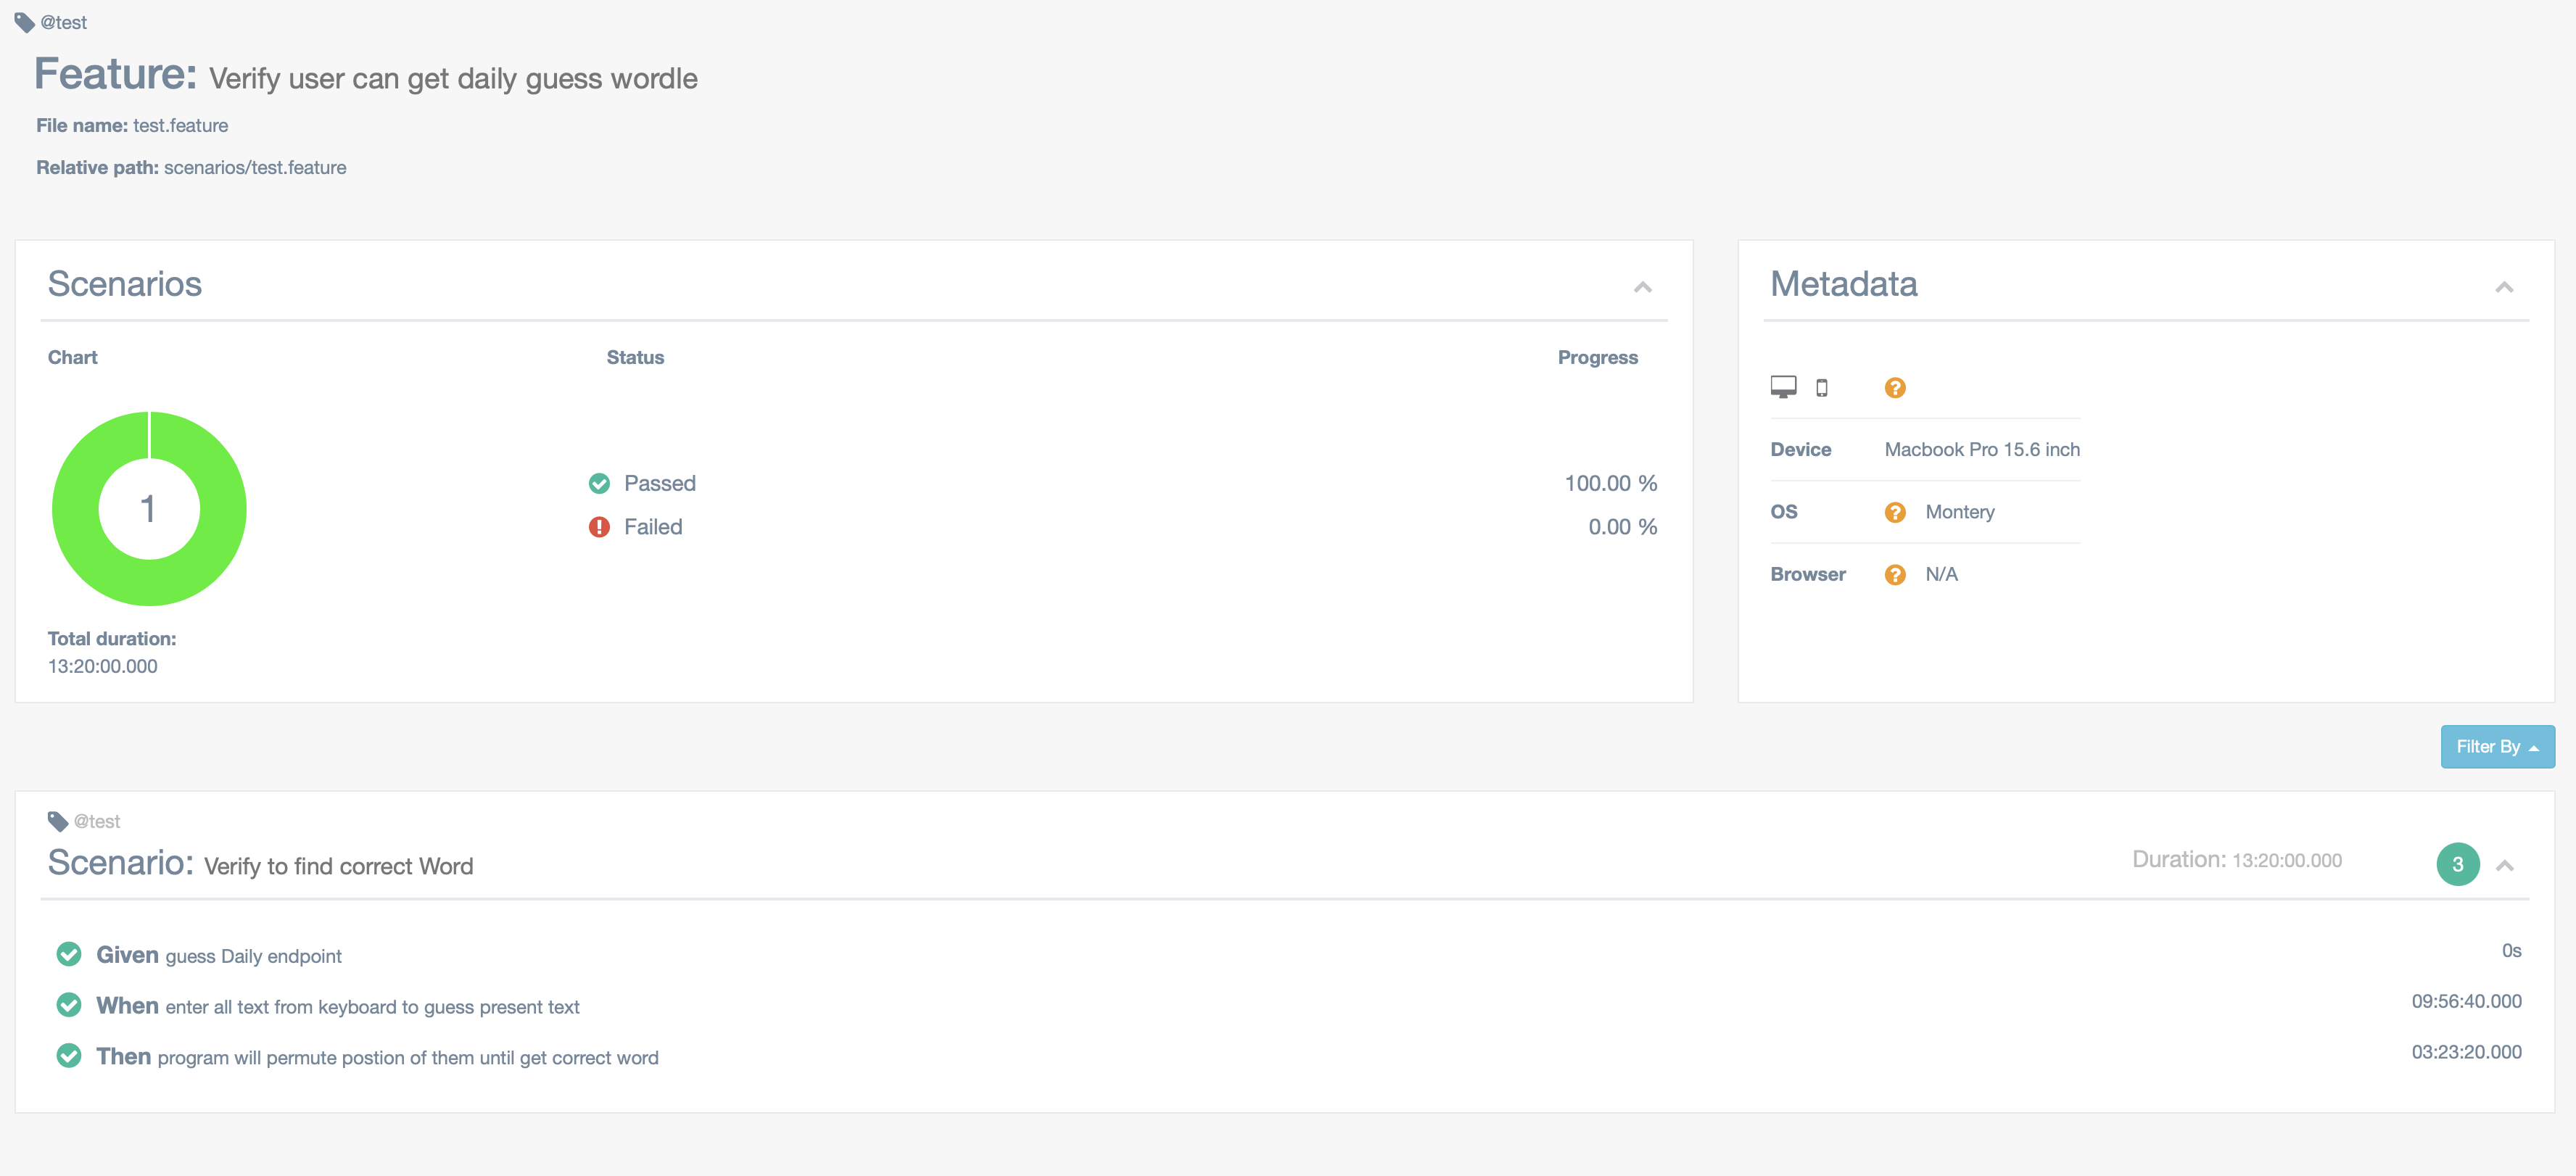 @test
Feature: Verify user can get daily guess wordle
File name: test.feature
Relative path: scenarios/test.feature
Scenarios
Chart Status Progress
1
Passed 100.00 %
Failed 0.00 %
Total duration:
13:20:00.000
Metadata
Device Macbook Pro 15.6 inch
OS Montery
Browser N/A
Filter By
@test
Scenario: Verify to find correct Word Duration: 13:20:00.000 3
Given guess Daily endpoint 0s
When enter all text from keyboard to guess present text 09:56:40.000
Then program will permute postion of them until get correct word 03:23:20.000